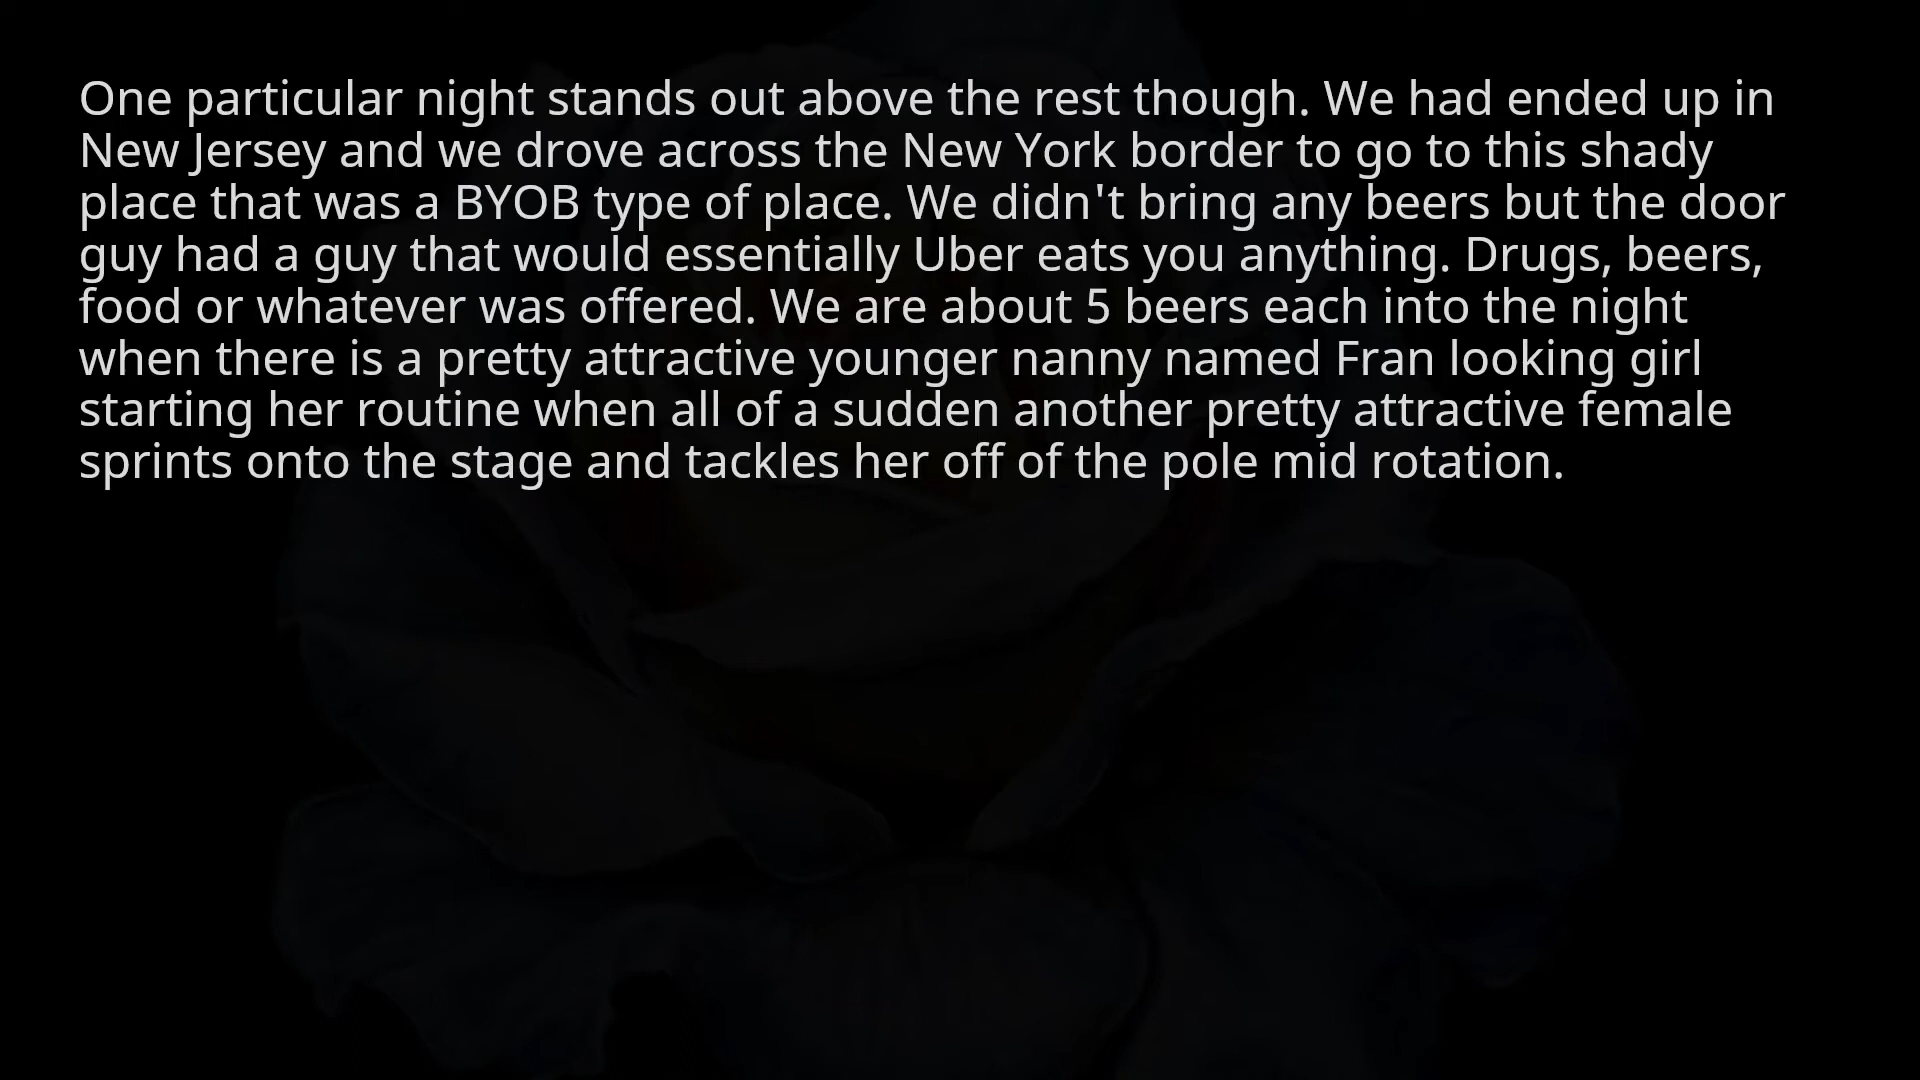 One particular night stands out above the rest though. We had ended up in
New Jersey and we drove across the New York border to go to this shady
place that was a BYOB type of place. We didn't bring any beers but the door
guy had a guy that would essentially Uber eats you anything. Drugs, beers,
food or whatever was offered. We are about 5 beers each into the night
when there is a pretty attractive younger nanny named Fran looking girl
starting her routine when all of a sudden another pretty attractive female
sprints onto the stage and tackles her off of the pole mid rotation.